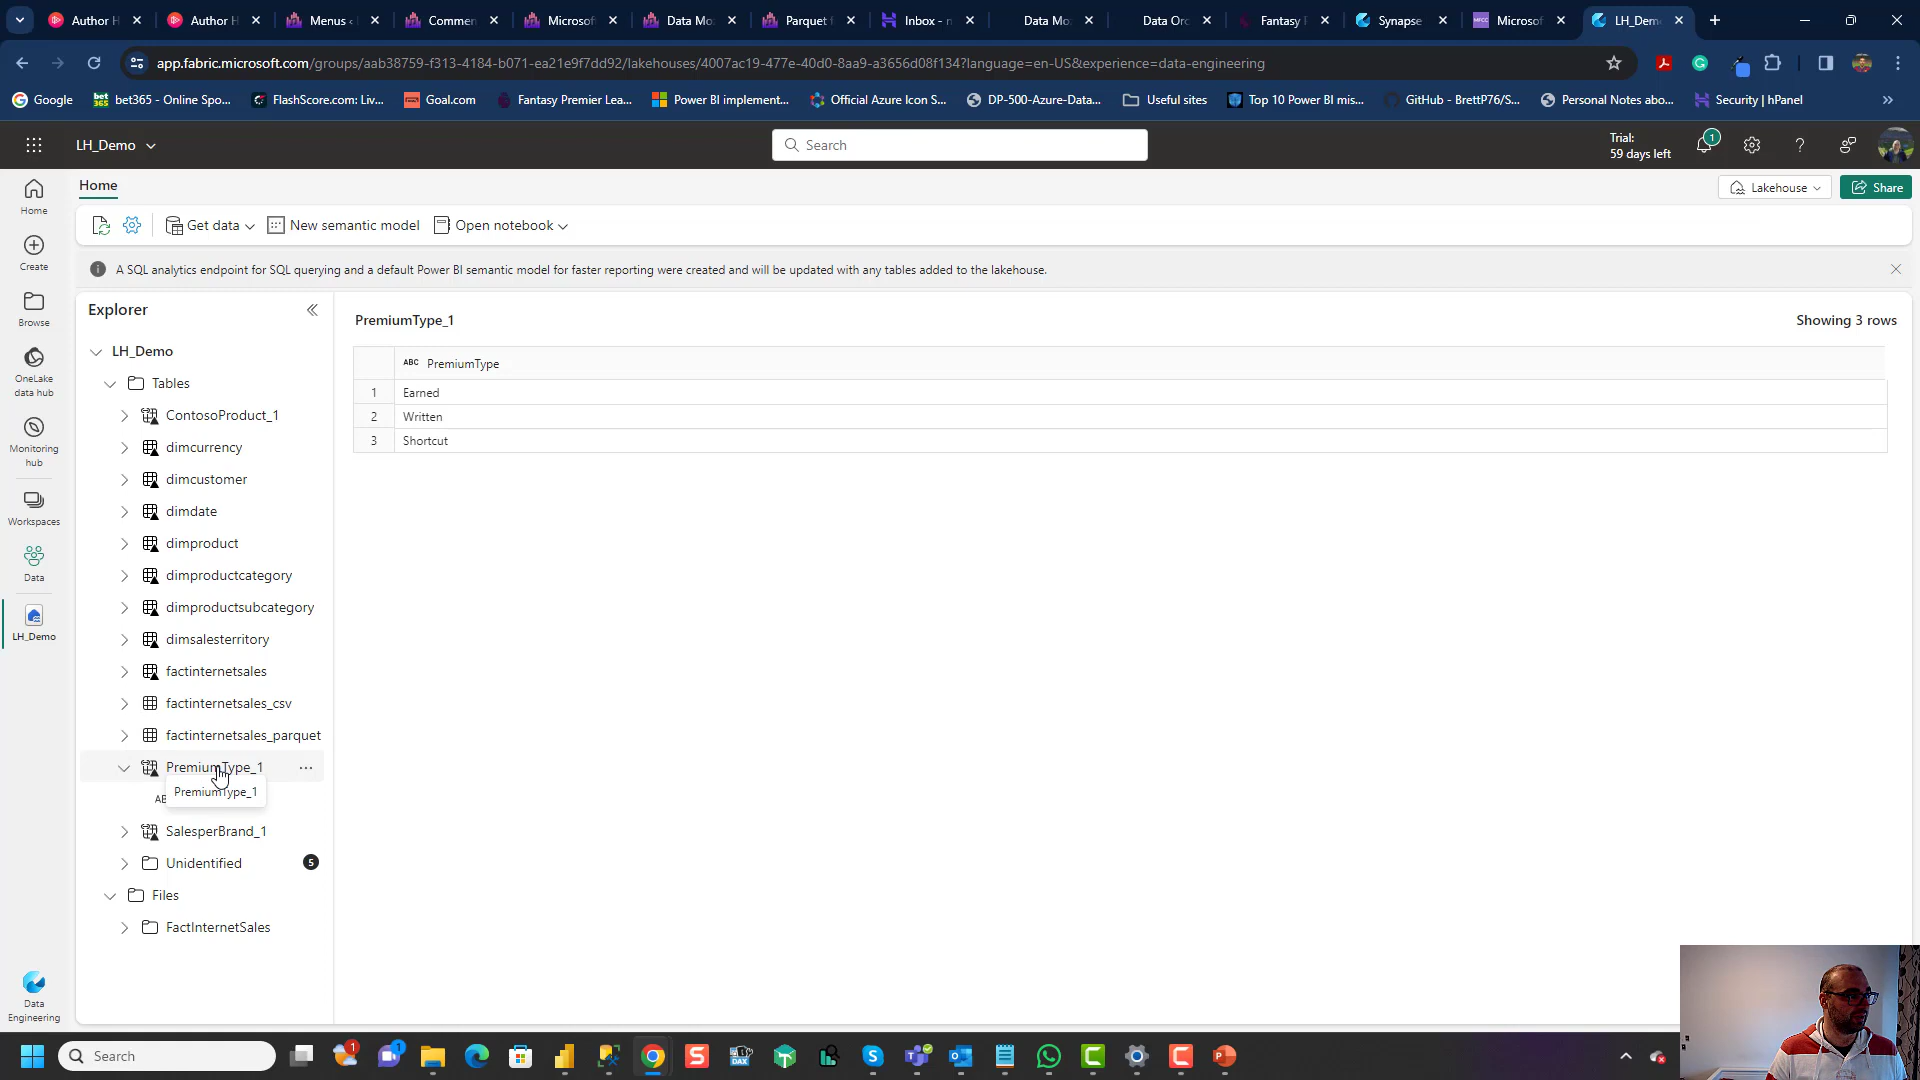 Author H
Author H
Menus ‹
Commen
Microsof
Data Mo
Parquet f
Inbox - n
Data Mo
Data Orc
Fantasy P
Synapse
Microsof
LH_Dem
app.fabric.microsoft.com/groups/aab38759-f313-4184-b071-ea21e9f7dd92/lakehouses/4007ac19-477e-40d0-8aa9-a3656d08f134?language=en-US&experience=data-engineering
Google
bet365 - Online Spo...
FlashScore.com: Liv...
Goal.com
Fantasy Premier Lea...
Power BI implement...
Official Azure Icon S...
DP-500-Azure-Data...
Useful sites
Top 10 Power BI mis...
GitHub - BrettP76/S...
Personal Notes abo...
Security | hPanel
LH_Demo
Search
Trial:
59 days left
1
Home
Lakehouse
Share
Get data
New semantic model
Open notebook
A SQL analytics endpoint for SQL querying and a default Power BI semantic model for faster reporting were created and will be updated with any tables added to the lakehouse.
Home
Create
Browse
OneLake
data hub
Monitoring
hub
Workspaces
Data
LH_Demo
Data
Engineering
Explorer
LH_Demo
Tables
ContosoProduct_1
dimcurrency
dimcustomer
dimdate
dimproduct
dimproductcategory
dimproductsubcategory
dimsalesterritory
factinternetsales
factinternetsales_csv
factinternetsales_parquet
PremiumType_1
PremiumType_1
SalesperBrand_1
Unidentified
5
Files
FactInternetSales
PremiumType_1
Showing 3 rows
ABC PremiumType
1 Earned
2 Written
3 Shortcut
Search
1
1